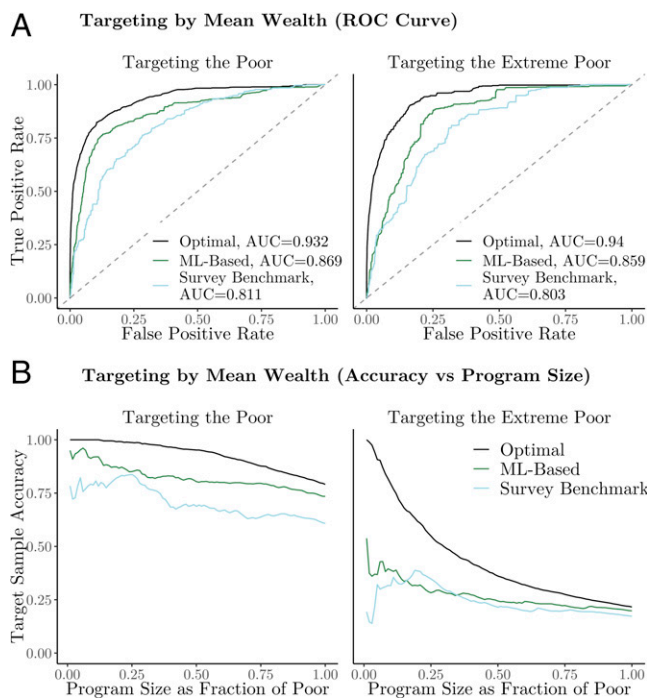 A
Targeting by Mean Wealth (ROC Curve)
Targeting the Poor
Targeting the Extreme Poor
True Positive Rate
1.00
0.75
0.50
0.25
0.00
Optimal, AUC=0.932
ML-Based, AUC=0.869
Survey Benchmark,
AUC=0.811
Optimal, AUC=0.94
ML-Based, AUC=0.859
Survey Benchmark,
AUC=0.803
0.00 0.25 0.50 0.75 1.00
0.00 0.25 0.50 0.75 1.00
False Positive Rate
False Positive Rate
B
Targeting by Mean Wealth (Accuracy vs Program Size)
Targeting the Poor
Targeting the Extreme Poor
Target Sample Accuracy
1.00
0.75
0.50
0.25
0.00
Optimal
ML-Based
Survey Benchmark
0.00 0.25 0.50 0.75 1.00
0.00 0.25 0.50 0.75 1.00
Program Size as Fraction of Poor
Program Size as Fraction of Poor